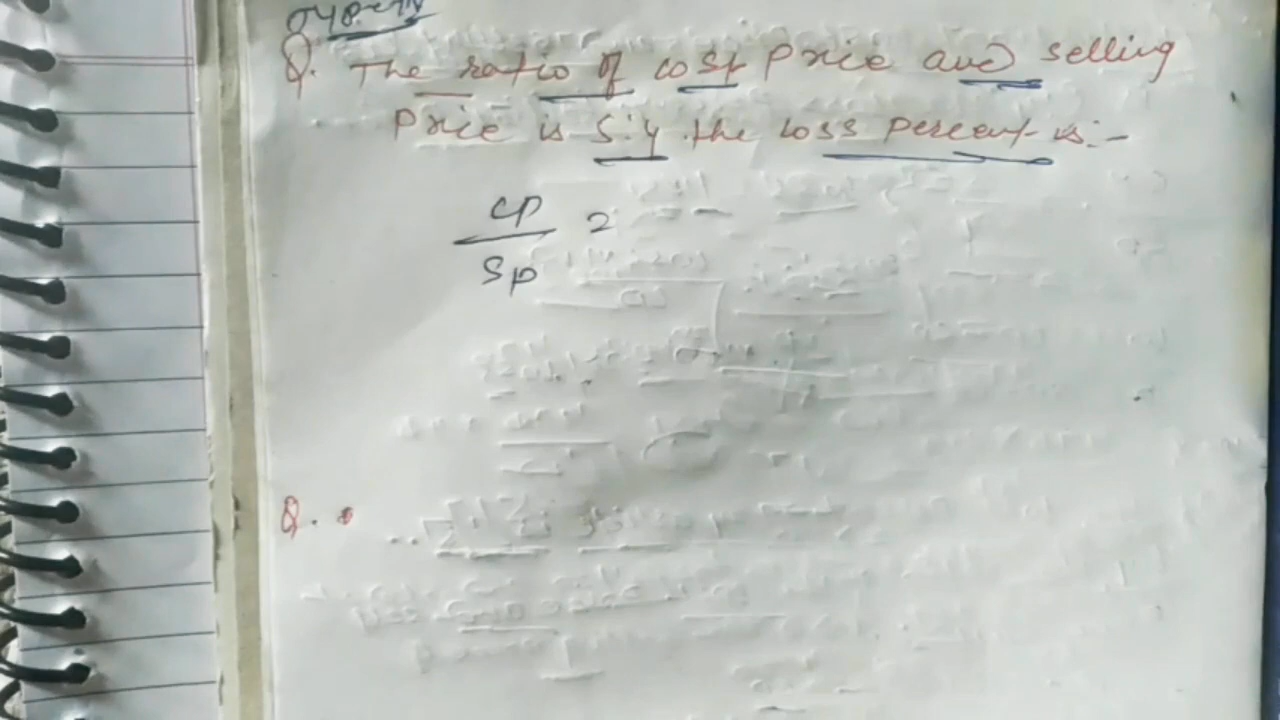 Q. The ratio of cost price and selling
Price is 5:4 the loss percent is:-
CP
=
SP
Q.